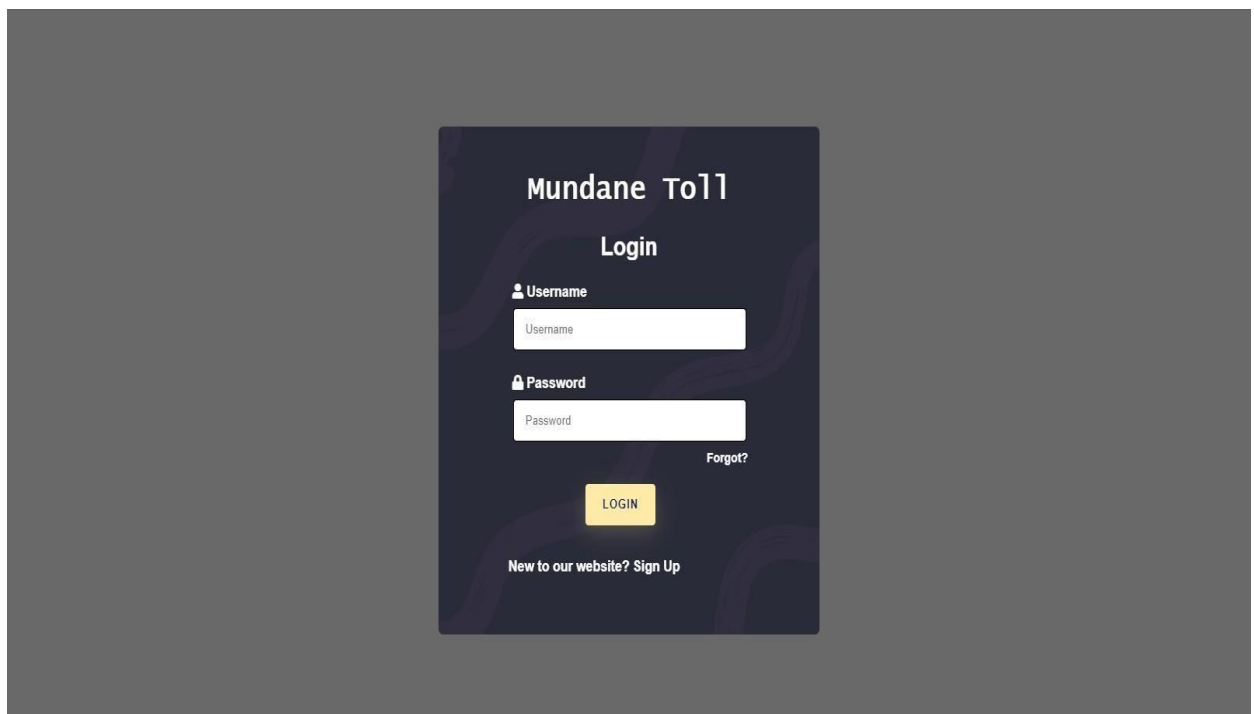 Mundane Toll
Login
Username
Username
Password
Password
Forgot?
LOGIN
New to our website? Sign Up